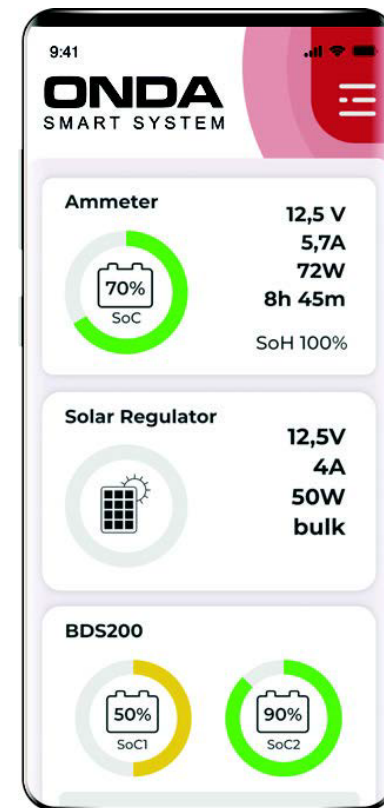 9:41
ONDA
SMART SYSTEM
Ammeter
12,5 V
5,7A
72W
8h 45m
SoH 100%
70%
SoC
Solar Regulator
12,5V
4A
50W
bulk
BDS200
50%
SoC1
90%
SoC2